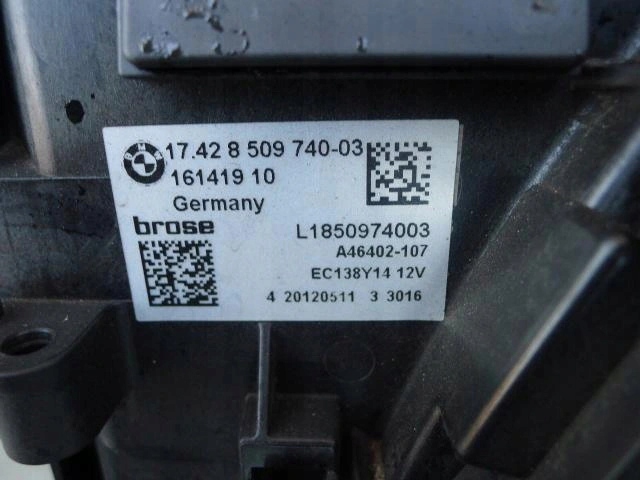 BMW
17.42 8 509 740-03
161419 10
Germany
brose
L1850974003
A46402-107
EC138Y14 12V
4 20120511 3 3016